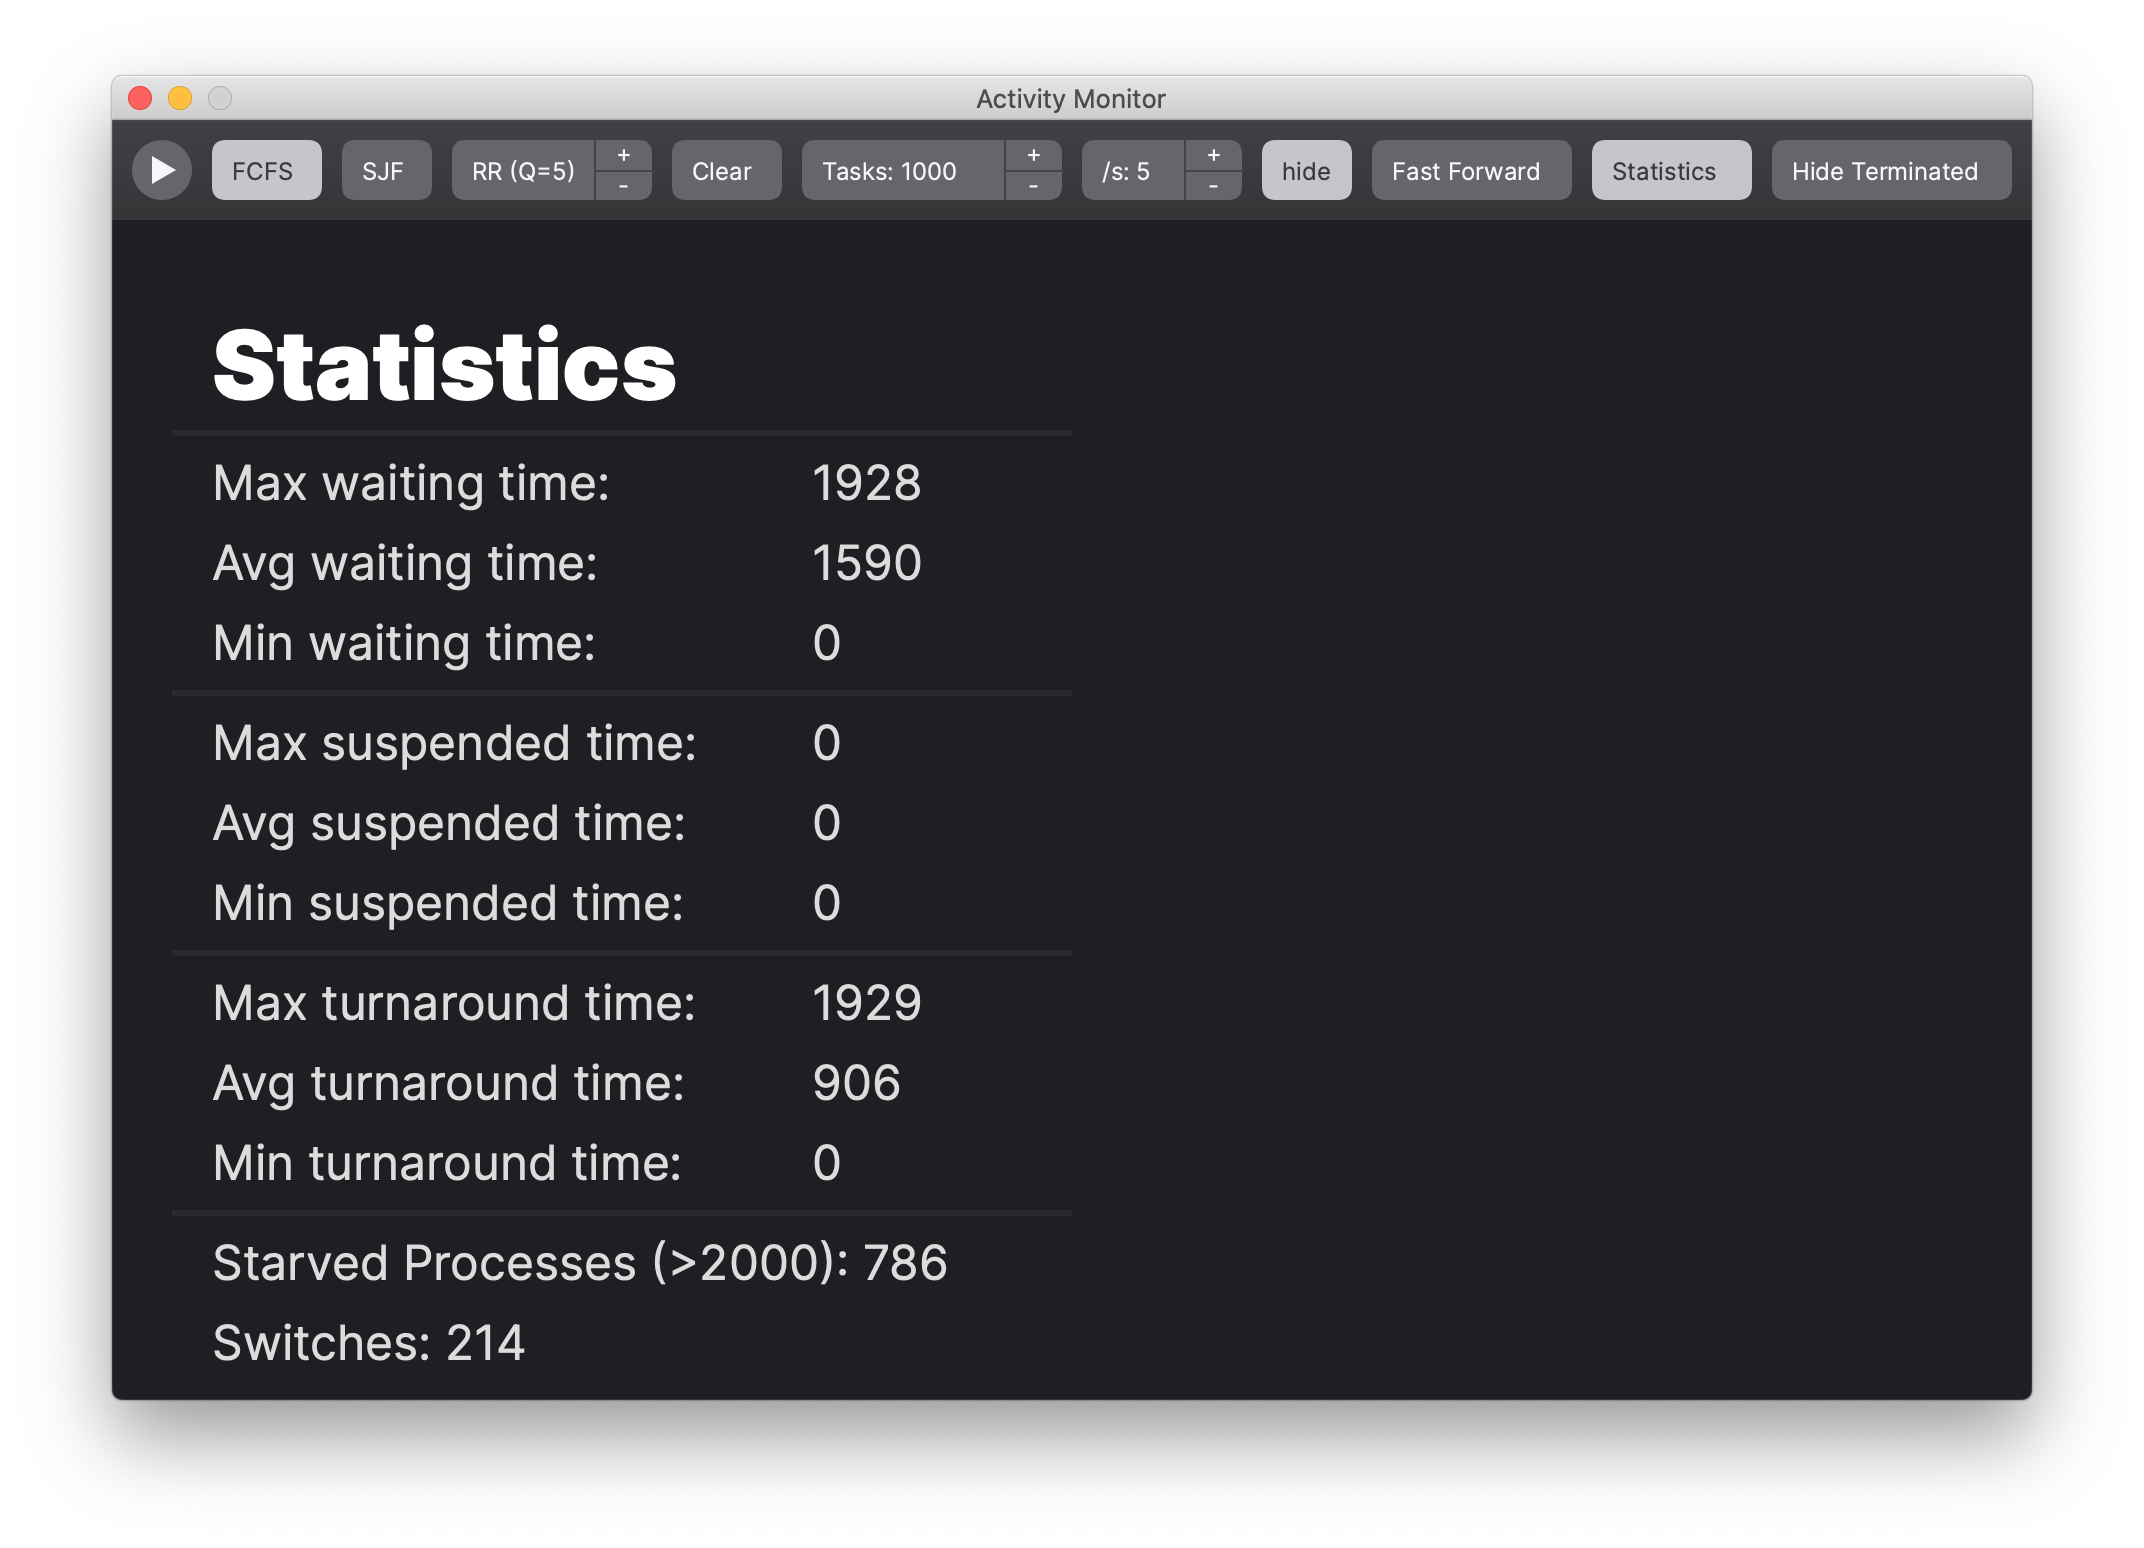 Activity Monitor
FCFS SJF RR (Q=5) + - Clear Tasks: 1000 + - /s: 5 + - hide Fast Forward Statistics Hide Terminated
Statistics
Max waiting time: 1928
Avg waiting time: 1590
Min waiting time: 0
Max suspended time: 0
Avg suspended time: 0
Min suspended time: 0
Max turnaround time: 1929
Avg turnaround time: 906
Min turnaround time: 0
Starved Processes (>2000): 786
Switches: 214